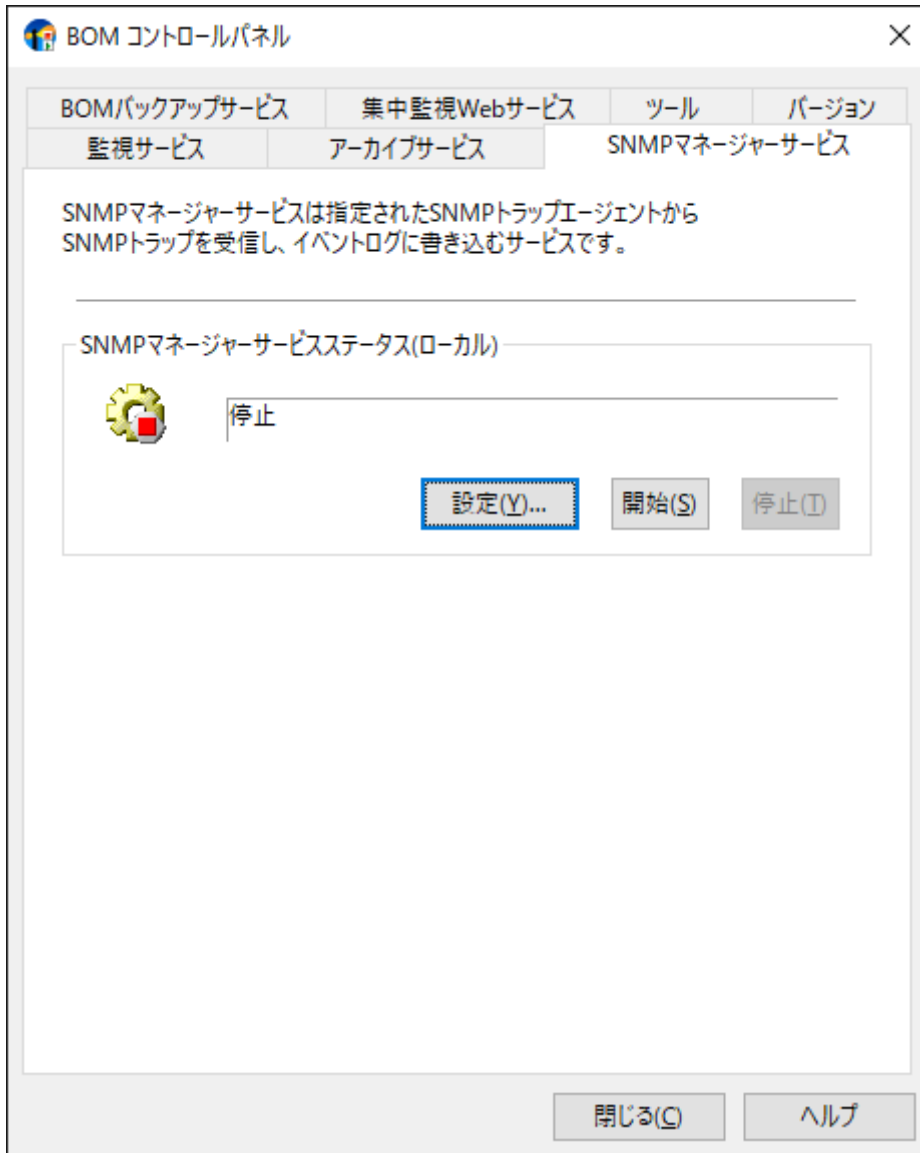 BOM コントロールパネル
BOMバックアップサービス 集中監視Webサービス ツール バージョン
監視サービス アーカイブサービス SNMPマネージャーサービス
SNMPマネージャーサービスは指定されたSNMPトラップエージェントから
SNMPトラップを受信し、イベントログに書き込むサービスです。
SNMPマネージャーサービスステータス(ローカル)
停止
設定(Y)... 開始(S) 停止(T)
閉じる(C) ヘルプ